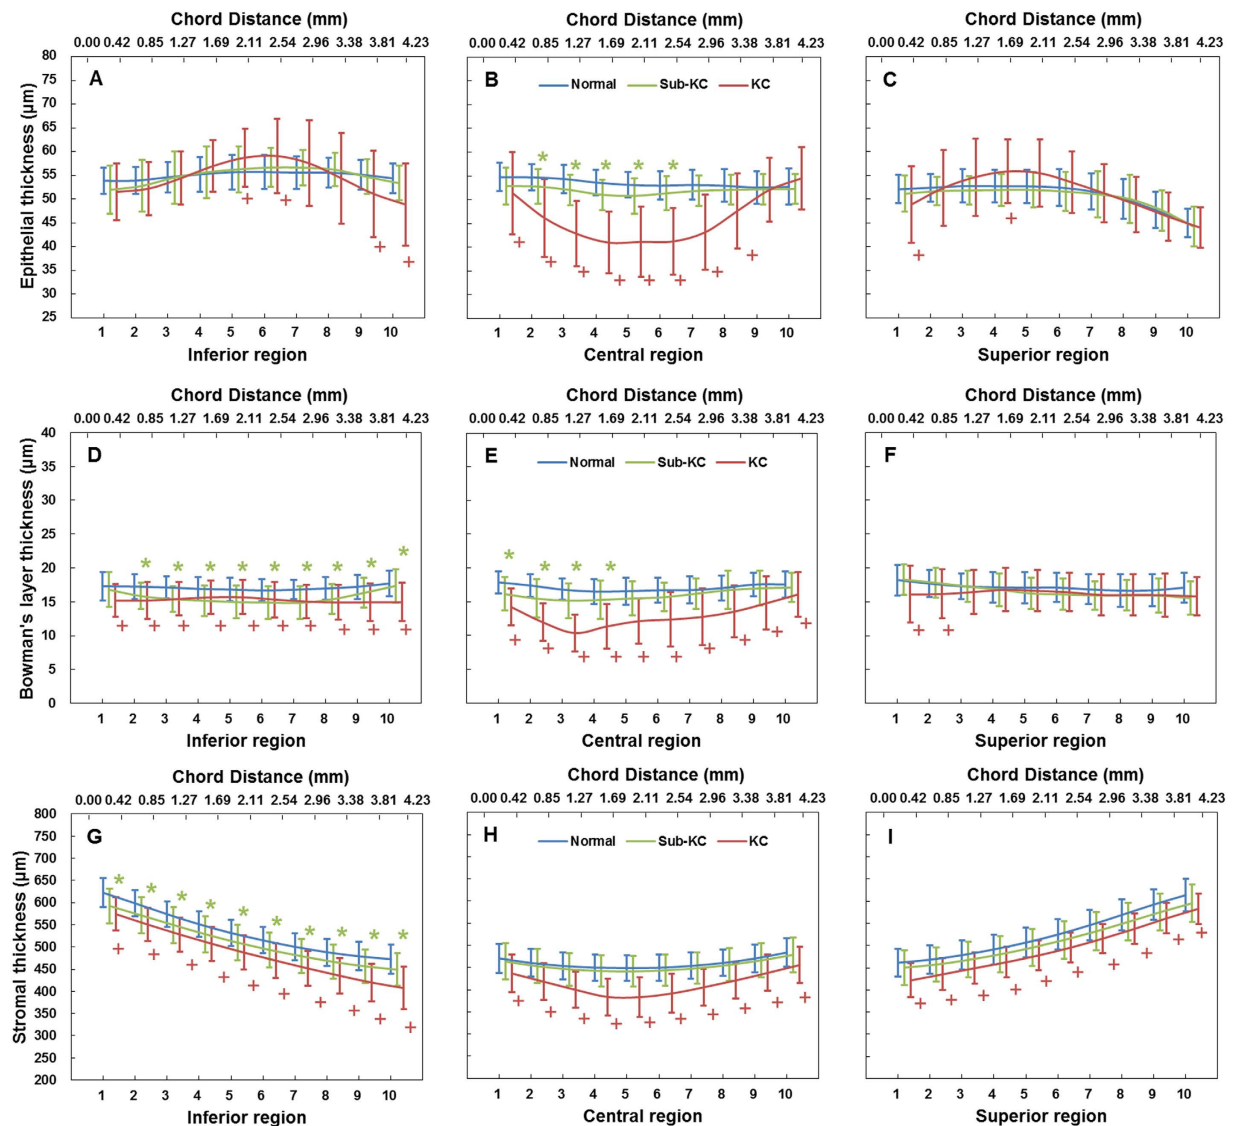 Chord Distance (mm) Chord Distance (mm) Chord Distance (mm)
0.00 0.42 0.85 1.27 1.69 2.11 2.54 2.96 3.38 3.81 4.23 0.00 0.42 0.85 1.27 1.69 2.11 2.54 2.96 3.38 3.81 4.23 0.00 0.42 0.85 1.27 1.69 2.11 2.54 2.96 3.38 3.81 4.23
Epithelial thickness (µm)
80
75
70
65
60
55
50
45
40
35
30
25
A
B
Normal Sub-KC KC
C
1 2 3 4 5 6 7 8 9 10 1 2 3 4 5 6 7 8 9 10 1 2 3 4 5 6 7 8 9 10
Inferior region Central region Superior region
Chord Distance (mm) Chord Distance (mm) Chord Distance (mm)
0.00 0.42 0.85 1.27 1.69 2.11 2.54 2.96 3.38 3.81 4.23 0.00 0.42 0.85 1.27 1.69 2.11 2.54 2.96 3.38 3.81 4.23 0.00 0.42 0.85 1.27 1.69 2.11 2.54 2.96 3.38 3.81 4.23
Bowman's layer thickness (µm)
40
35
30
25
20
15
10
5
0
D
E
Normal Sub-KC KC
F
1 2 3 4 5 6 7 8 9 10 1 2 3 4 5 6 7 8 9 10 1 2 3 4 5 6 7 8 9 10
Inferior region Central region Superior region
Chord Distance (mm) Chord Distance (mm) Chord Distance (mm)
0.00 0.42 0.85 1.27 1.69 2.11 2.54 2.96 3.38 3.81 4.23 0.00 0.42 0.85 1.27 1.69 2.11 2.54 2.96 3.38 3.81 4.23 0.00 0.42 0.85 1.27 1.69 2.11 2.54 2.96 3.38 3.81 4.23
Stromal thickness (µm)
800
750
700
650
600
550
500
450
400
350
300
250
200
G
H
Normal Sub-KC KC
I
1 2 3 4 5 6 7 8 9 10 1 2 3 4 5 6 7 8 9 10 1 2 3 4 5 6 7 8 9 10
Inferior region Central region Superior region